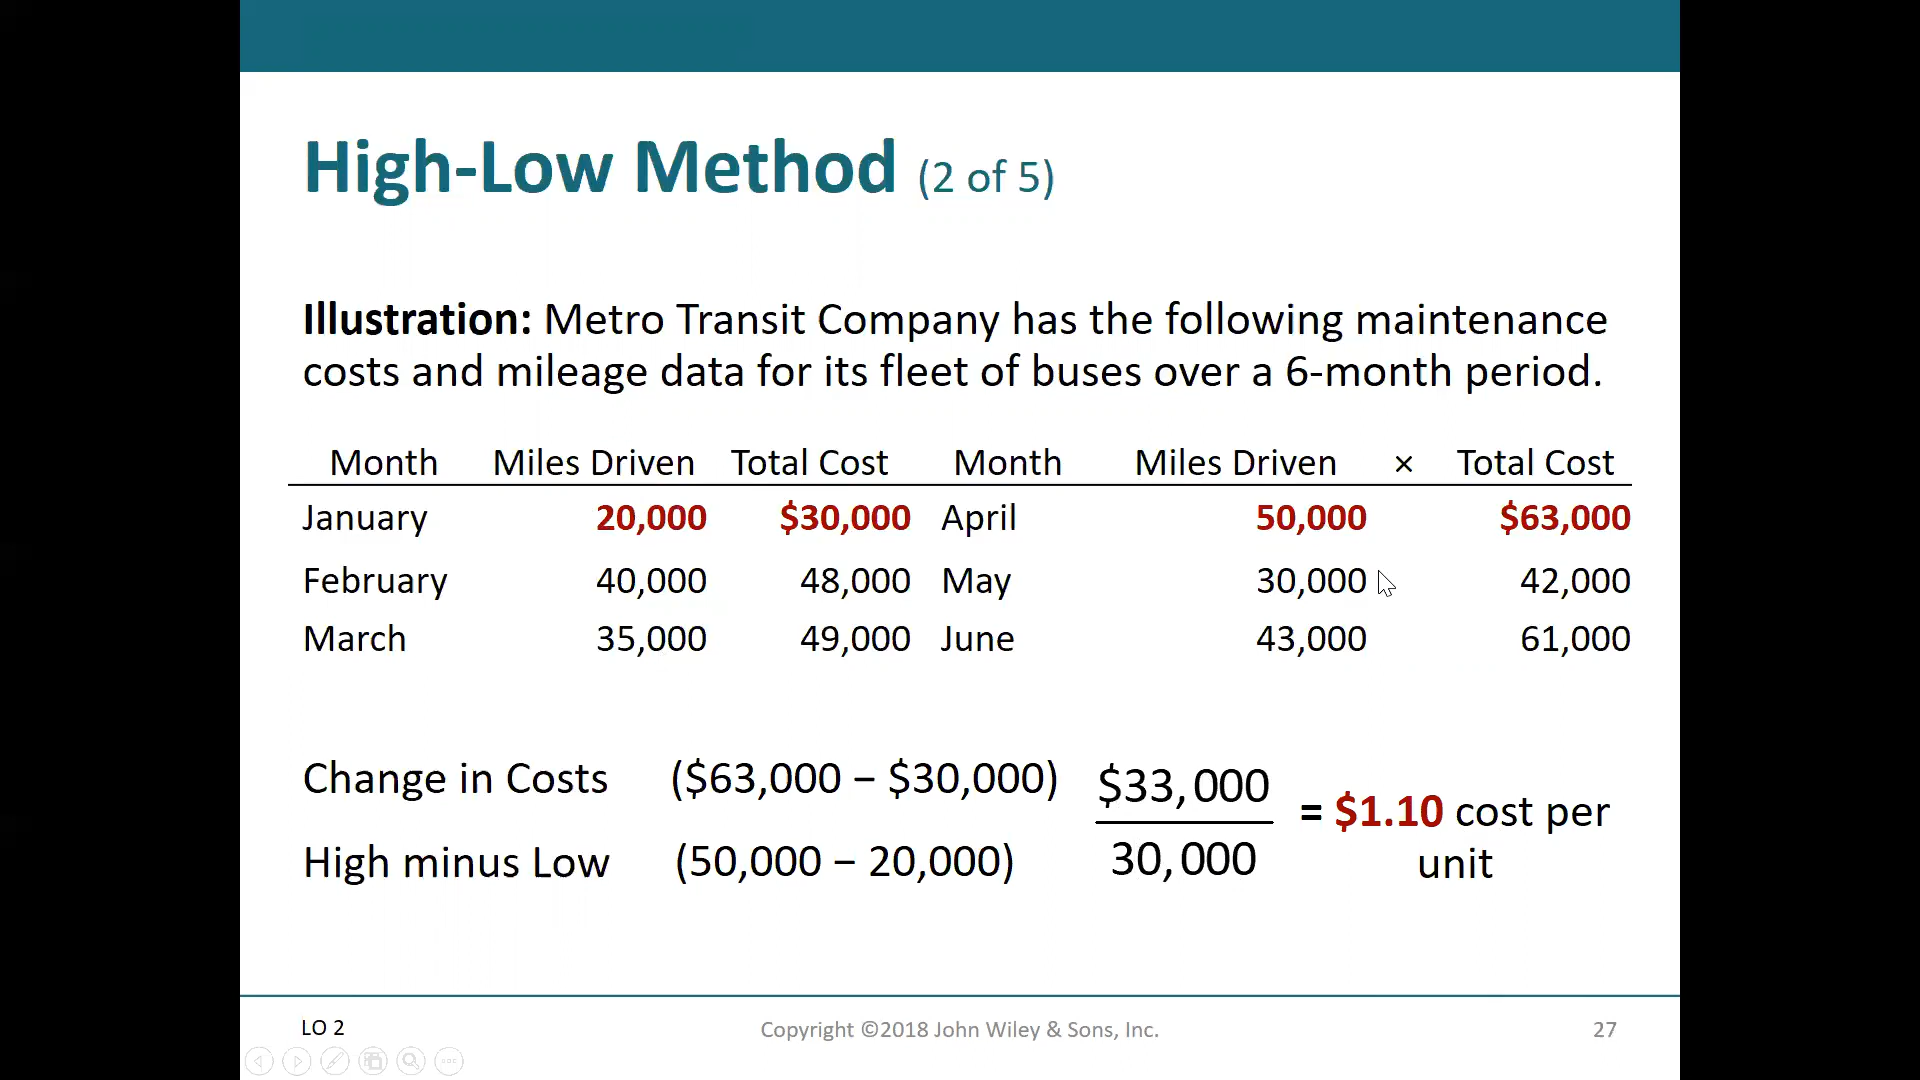 High-Low Method (2 of 5)
Illustration: Metro Transit Company has the following maintenance
costs and mileage data for its fleet of buses over a 6-month period.
Month Miles Driven Total Cost Month Miles Driven × Total Cost
January 20,000 $30,000 April 50,000 $63,000
February 40,000 48,000 May 30,000 42,000
March 35,000 49,000 June 43,000 61,000
Change in Costs ($63,000 − $30,000) $33,000
= $1.10 cost per
High minus Low (50,000 − 20,000) 30,000
unit
LO 2 Copyright ©2018 John Wiley & Sons, Inc. 27